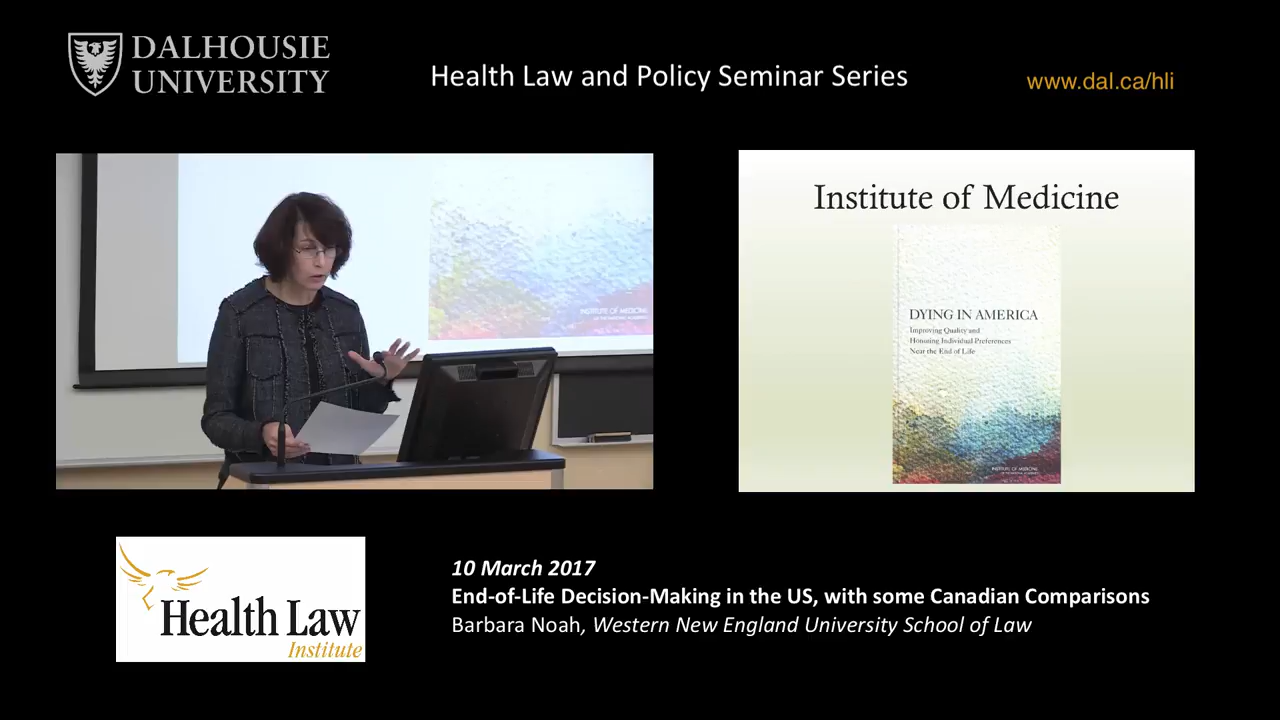 DALHOUSIE
UNIVERSITY
Health Law and Policy Seminar Series
www.dal.ca/hli
INSTITUTE OF MEDICINE
Institute of Medicine
DYING IN AMERICA
Improving Quality and
Honoring Individual Preferences
Near the End of Life
INSTITUTE OF MEDICINE
Health Law
Institute
10 March 2017
End-of-Life Decision-Making in the US, with some Canadian Comparisons
Barbara Noah, Western New England University School of Law